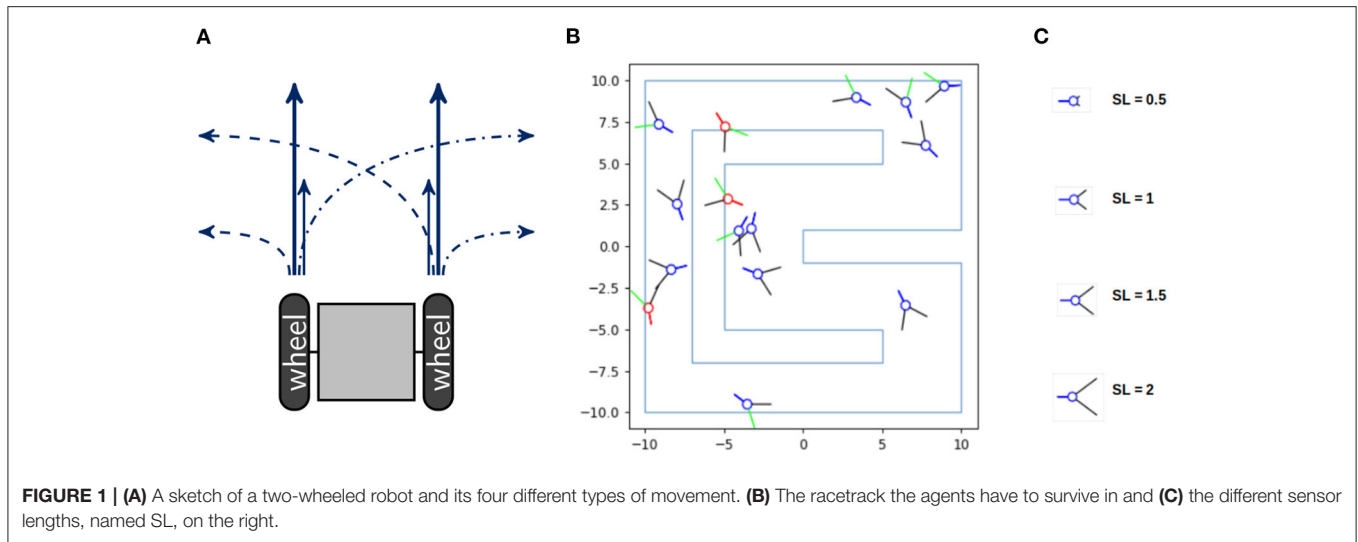 A
B
C
wheel
wheel
10.0
7.5
5.0
2.5
0.0
−2.5
−5.0
−7.5
−10.0
−10
−5
0
5
10
SL = 0.5
SL = 1
SL = 1.5
SL = 2
FIGURE 1 | (A) A sketch of a two-wheeled robot and its four different types of movement. (B) The racetrack the agents have to survive in and (C) the different sensor
lengths, named SL, on the right.